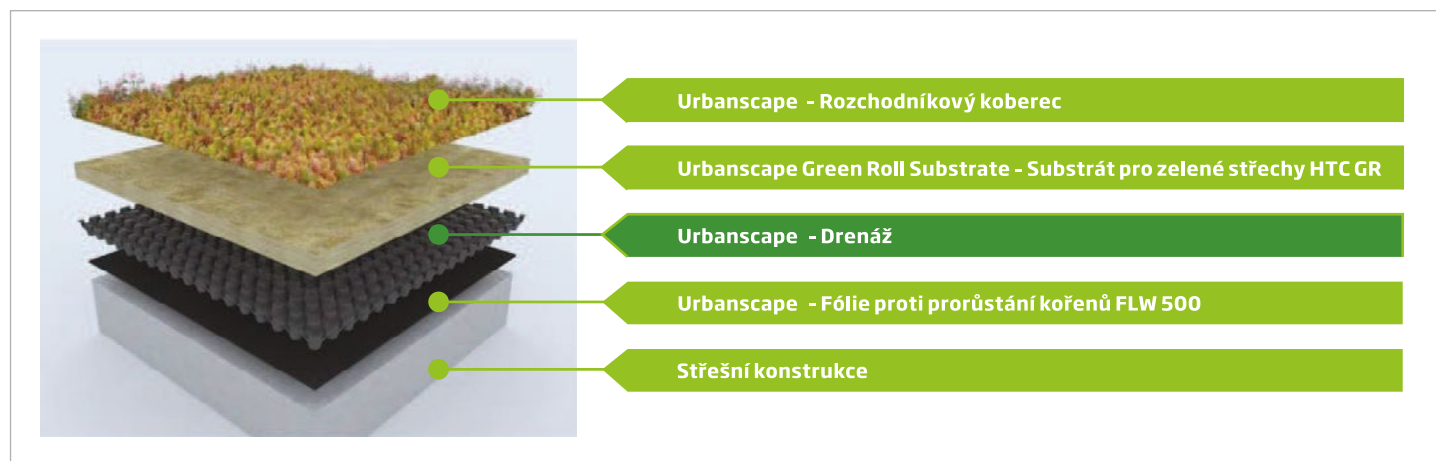 Urbanscape - Rozchodníkový koberec
Urbanscape Green Roll Substrate - Substrát pro zelené střechy HTC GR
Urbanscape - Drenáž
Urbanscape - Fólie proti prorůstání kořenů FLW 500
Střešní konstrukce